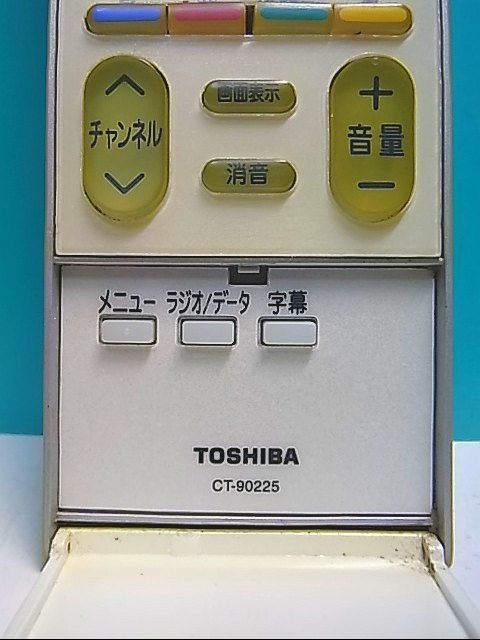 画面表示
チャンネル
音量
消音
メニュー ラジオ/データ 字幕
TOSHIBA
CT-90225